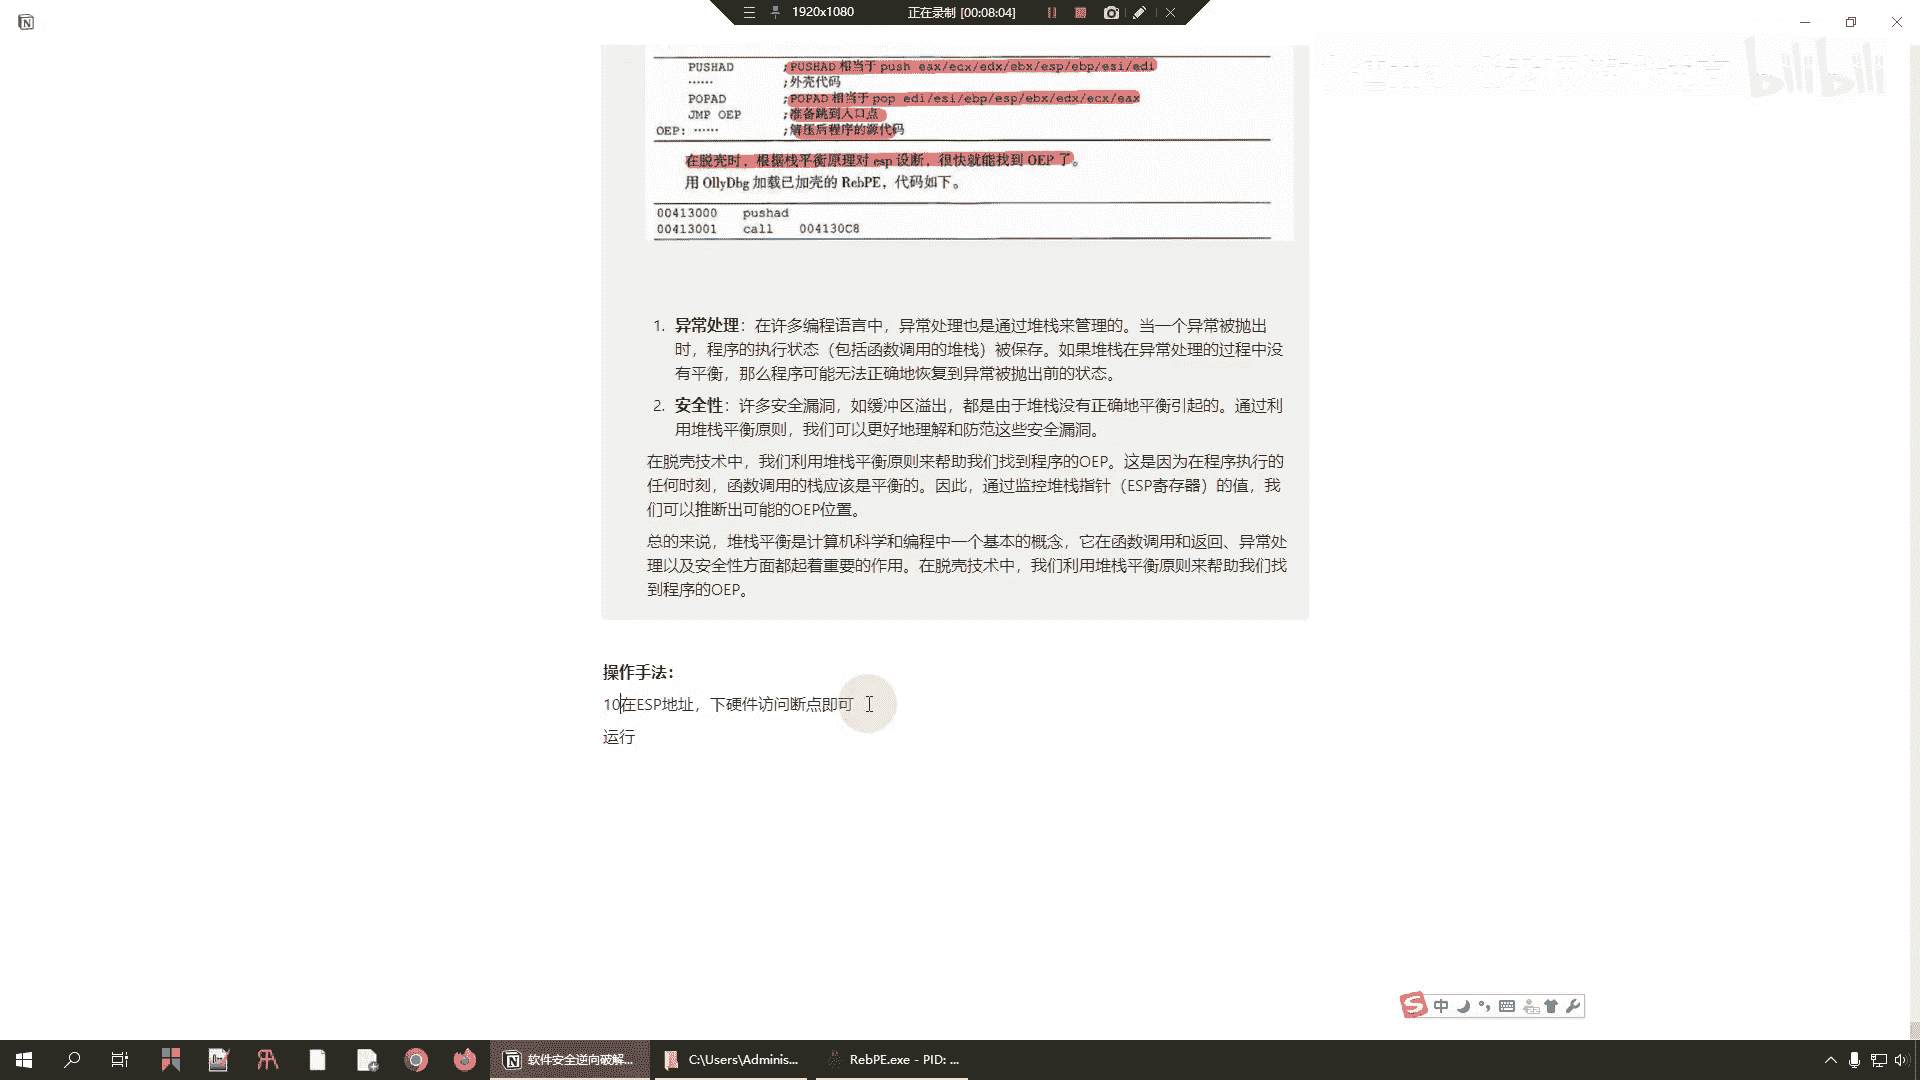 1920x1080
正在录制 [00:08:04]
PUSHAD ;PUSHAD 相当于 push eax/ecx/edx/ebx/esp/ebp/esi/edi
······ ;外壳代码
POPAD ;POPAD 相当于 pop edi/esi/ebp/esp/ebx/edx/ecx/eax
JMP OEP ;准备跳到入口点
OEP: ······ ;解压后程序的源代码
在脱壳时，根据栈平衡原理对 esp 设断，很快就能找到 OEP 了。
用 OllyDbg 加载已加壳的 RebPE，代码如下。
00413000 pushad
00413001 call 004130C8
1. 异常处理：在许多编程语言中，异常处理也是通过堆栈来管理的。当一个异常被抛出
时，程序的执行状态（包括函数调用的堆栈）被保存。如果堆栈在异常处理的过程中没
有平衡，那么程序可能无法正确地恢复到异常被抛出前的状态。
2. 安全性：许多安全漏洞，如缓冲区溢出，都是由于堆栈没有正确地平衡引起的。通过利
用堆栈平衡原则，我们可以更好地理解和防范这些安全漏洞。
在脱壳技术中，我们利用堆栈平衡原则来帮助我们找到程序的OEP。这是因为在程序执行的
任何时刻，函数调用的栈应该是平衡的。因此，通过监控堆栈指针（ESP寄存器）的值，我
们可以推断出可能的OEP位置。
总的来说，堆栈平衡是计算机科学和编程中一个基本的概念，它在函数调用和返回、异常处
理以及安全性方面都起着重要的作用。在脱壳技术中，我们利用堆栈平衡原则来帮助我们找
到程序的OEP。
操作手法：
10在ESP地址，下硬件访问断点即可
运行
中
软件安全逆向破解...
C:\Users\Adminis...
RebPE.exe - PID: ...
bilibili